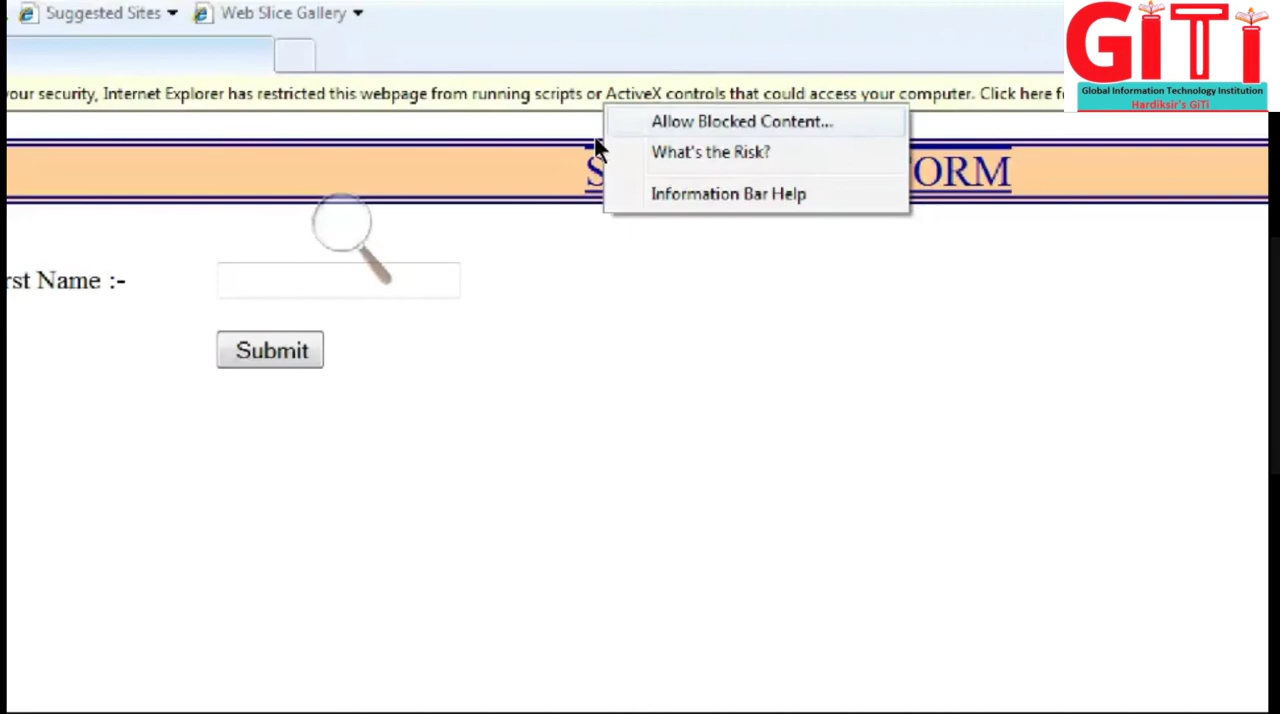 Suggested Sites Web Slice Gallery
GiTi
Global Information Technology Institution
Hardiksir's GiTi
your security, Internet Explorer has restricted this webpage from running scripts or ActiveX controls that could access your computer. Click here
Allow Blocked Content...
What's the Risk?
Information Bar Help
S ORM
rst Name :-
Submit